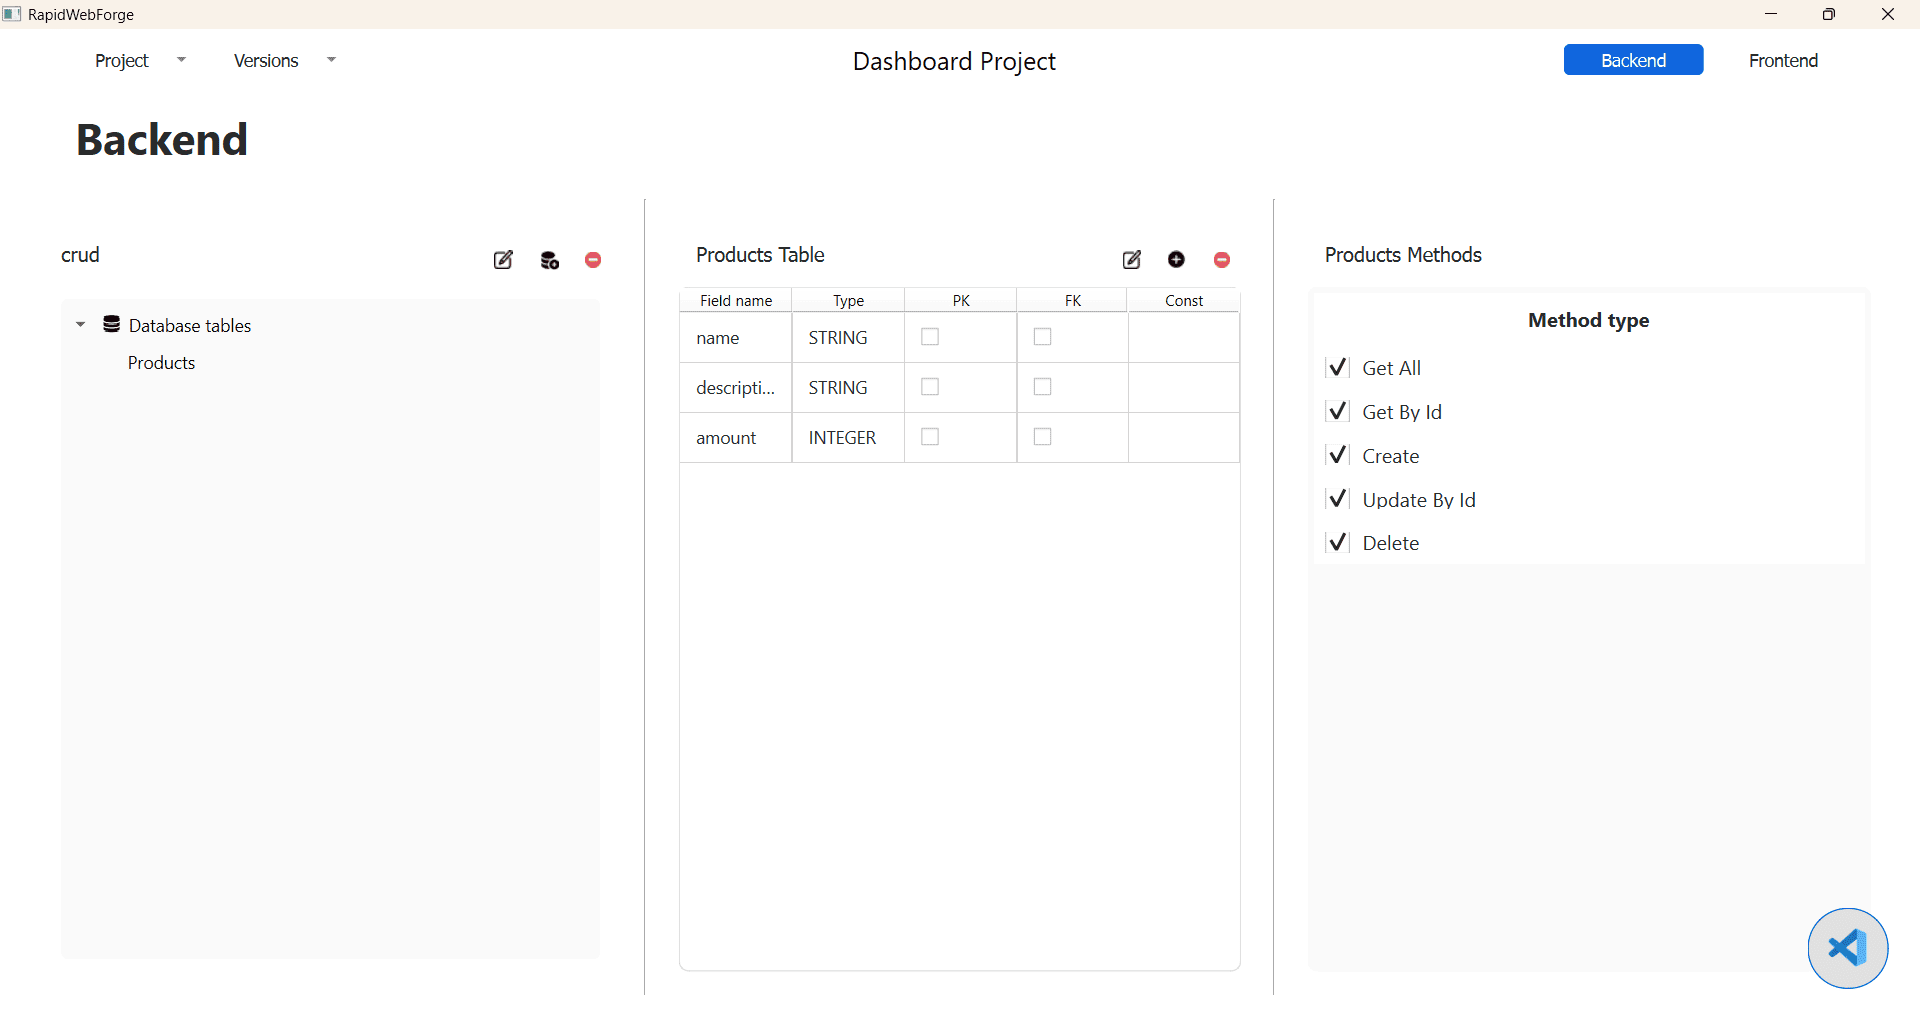 RapidWebForge
Project Versions Dashboard Project Backend Frontend
Backend
crud
Database tables
Products
Products Table
Field name Type PK FK Const
name STRING
descripti... STRING
amount INTEGER
Products Methods
Method type
Get All
Get By Id
Create
Update By Id
Delete